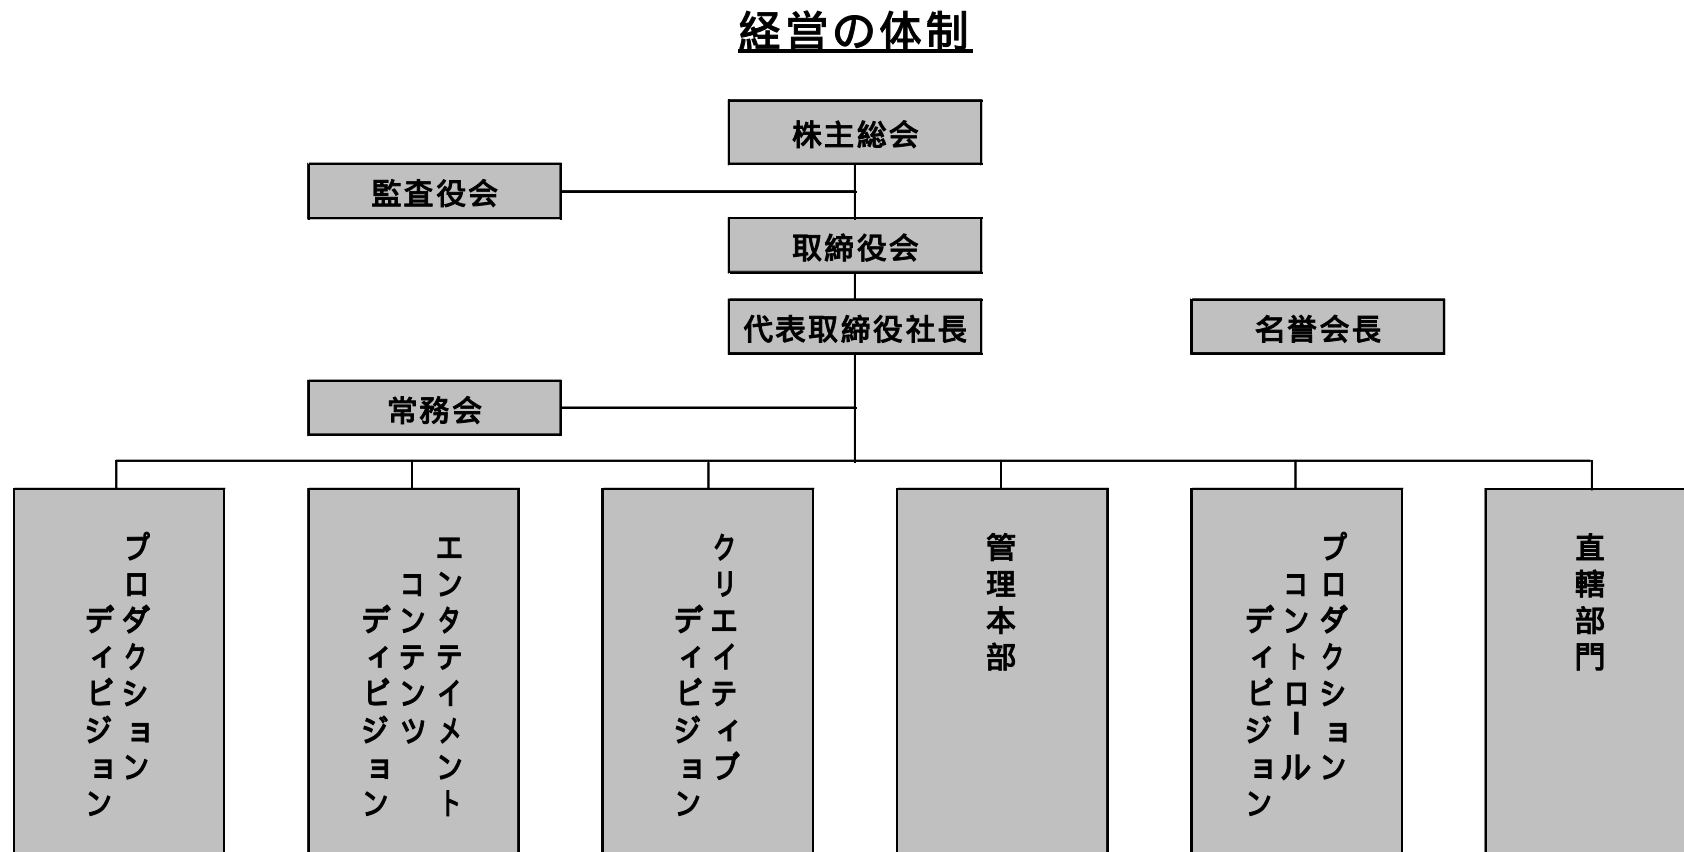 経営の体制
株主総会
監査役会
取締役会
代表取締役社長
名誉会長
常務会
プロダクション
ディビジョン
エンタテイメント
コンテンツ
ディビジョン
クリエイティブ
ディビジョン
管理本部
プロダクション
コントロール
ディビジョン
直轄部門